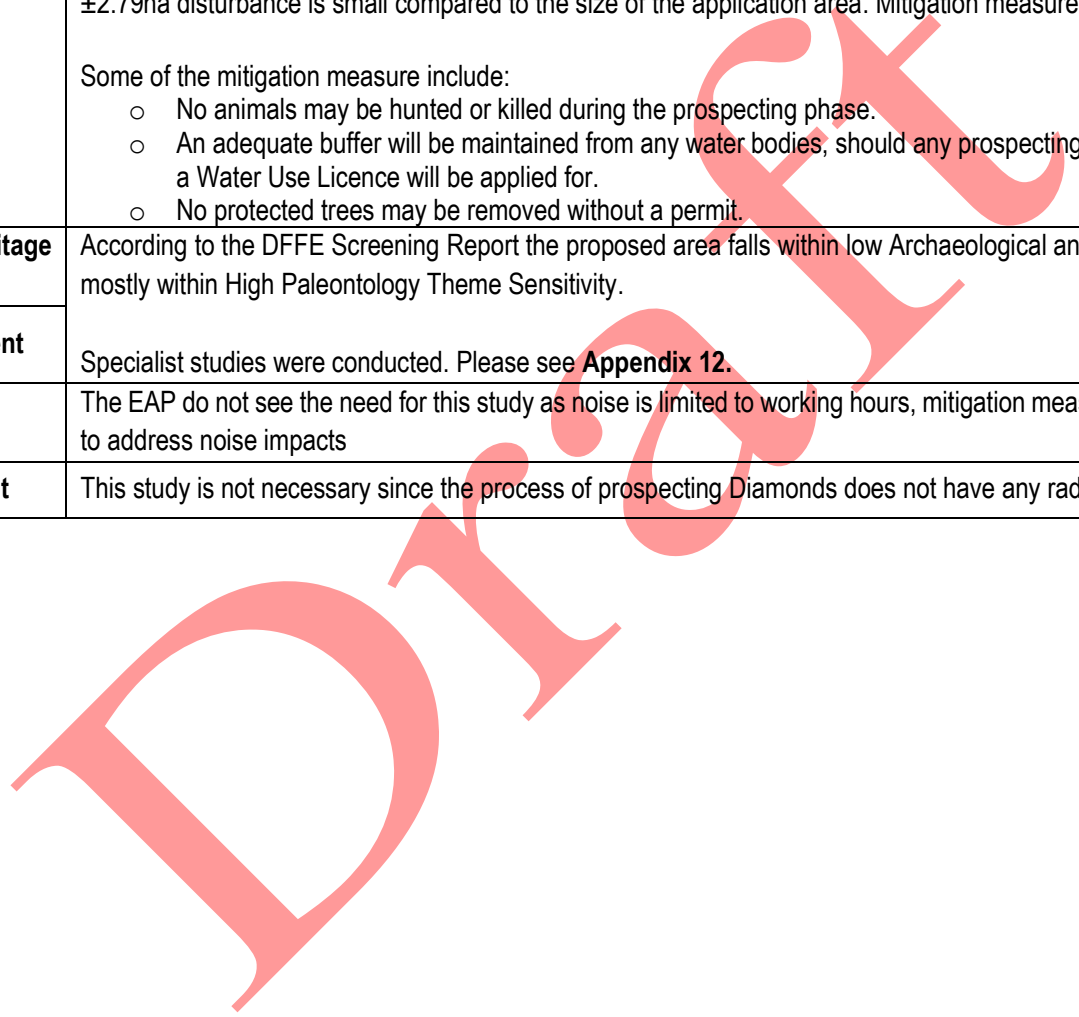 ±2.79ha disturbance is small compared to the size of the application area. Mitigation measure
Some of the mitigation measure include:
o No animals may be hunted or killed during the prospecting phase.
o An adequate buffer will be maintained from any water bodies, should any prospecting
a Water Use Licence will be applied for.
o No protected trees may be removed without a permit.
itage According to the DFFE Screening Report the proposed area falls within low Archaeological an
mostly within High Paleontology Theme Sensitivity.
nt
Specialist studies were conducted. Please see Appendix 12.
The EAP do not see the need for this study as noise is limited to working hours, mitigation mea
to address noise impacts
t This study is not necessary since the process of prospecting Diamonds does not have any rad
Draft